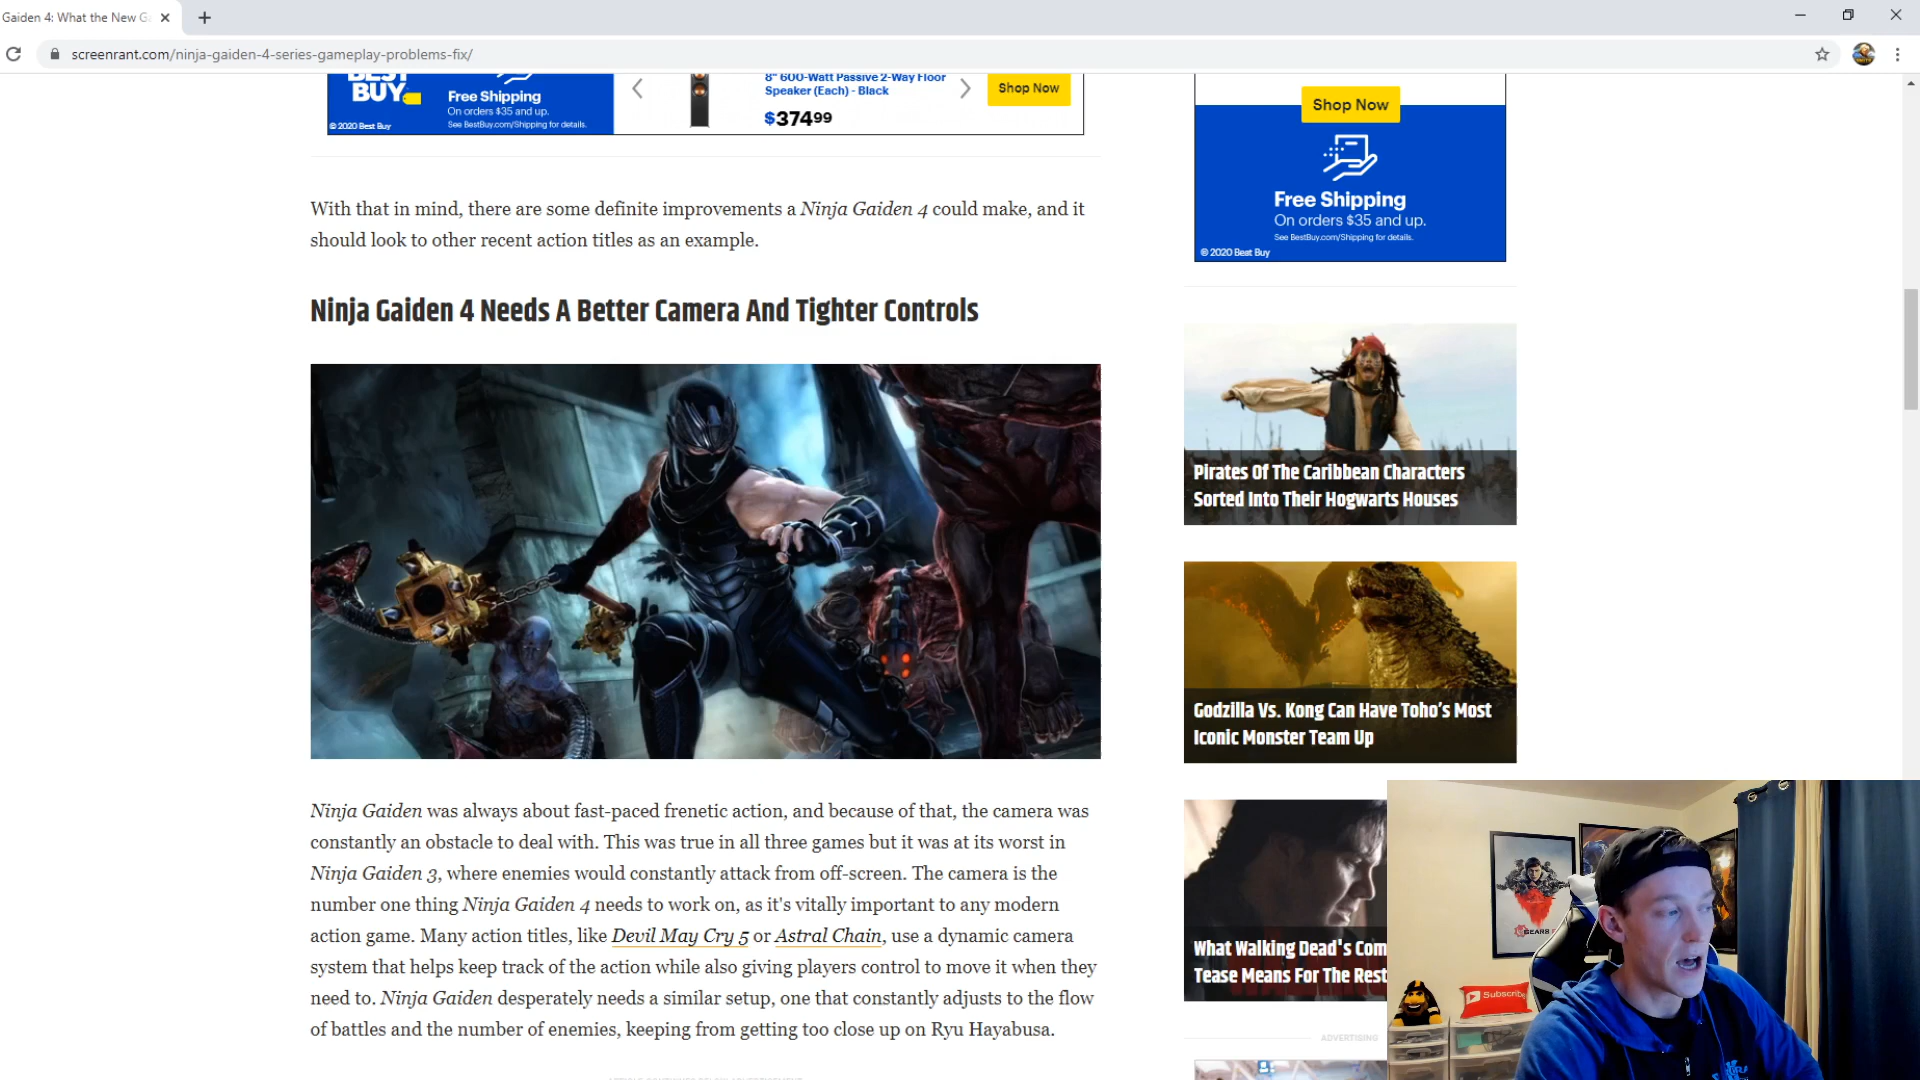 Gaiden 4: What the New G
screenrant.com/ninja-gaiden-4-series-gameplay-problems-fix/
BEST
BUY
Free Shipping
On orders $35 and up.
See BestBuy.com/Shipping for details.
© 2020 Best Buy
8" 600-Watt Passive 2-Way Floor
Speaker (Each) - Black
$37499
Shop Now
With that in mind, there are some definite improvements a Ninja Gaiden 4 could make, and it
should look to other recent action titles as an example.
Ninja Gaiden 4 Needs A Better Camera And Tighter Controls
Ninja Gaiden was always about fast-paced frenetic action, and because of that, the camera was
constantly an obstacle to deal with. This was true in all three games but it was at its worst in
Ninja Gaiden 3, where enemies would constantly attack from off-screen. The camera is the
number one thing Ninja Gaiden 4 needs to work on, as it's vitally important to any modern
action game. Many action titles, like Devil May Cry 5 or Astral Chain, use a dynamic camera
system that helps keep track of the action while also giving players control to move it when they
need to. Ninja Gaiden desperately needs a similar setup, one that constantly adjusts to the flow
of battles and the number of enemies, keeping from getting too close up on Ryu Hayabusa.
Shop Now
Free Shipping
On orders $35 and up.
See BestBuy.com/Shipping for details.
© 2020 Best Buy
Pirates Of The Caribbean Characters
Sorted Into Their Hogwarts Houses
Godzilla Vs. Kong Can Have Toho's Most
Iconic Monster Team Up
What Walking Dead's Com
Tease Means For The Rest
ADVERTISING
GEARS
Subscribe